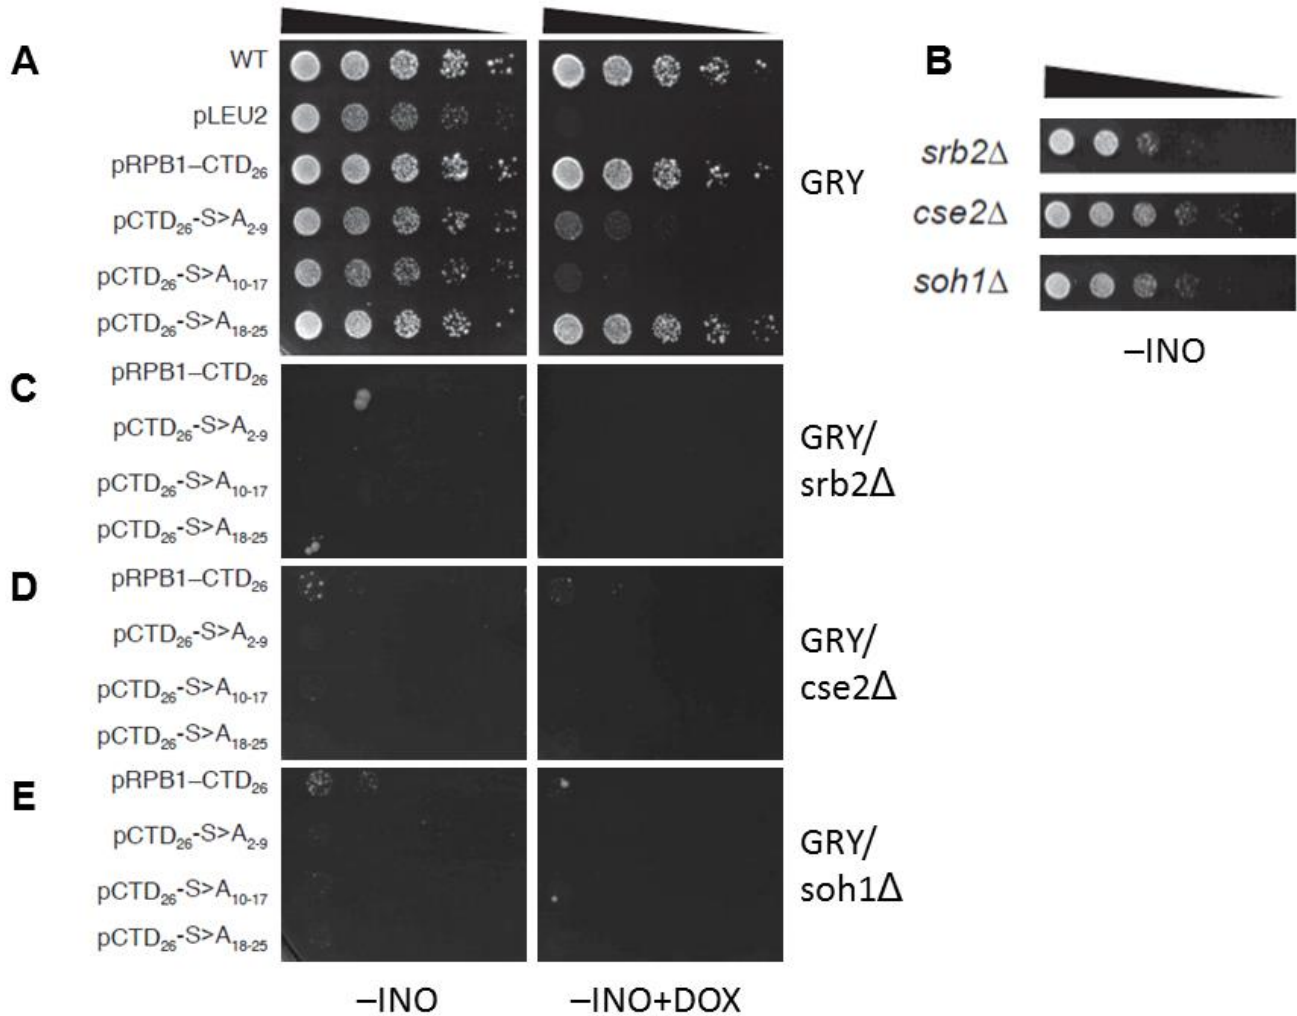 A
WT
pLEU2
pRPB1–CTD26
pCTD26-S>A2-9
pCTD26-S>A10-17
pCTD26-S>A18-25
GRY
B
srb2Δ
cse2Δ
soh1Δ
–INO
C
pRPB1–CTD26
pCTD26-S>A2-9
pCTD26-S>A10-17
pCTD26-S>A18-25
GRY/
srb2Δ
D
pRPB1–CTD26
pCTD26-S>A2-9
pCTD26-S>A10-17
pCTD26-S>A18-25
GRY/
cse2Δ
E
pRPB1–CTD26
pCTD26-S>A2-9
pCTD26-S>A10-17
pCTD26-S>A18-25
GRY/
soh1Δ
–INO
–INO+DOX